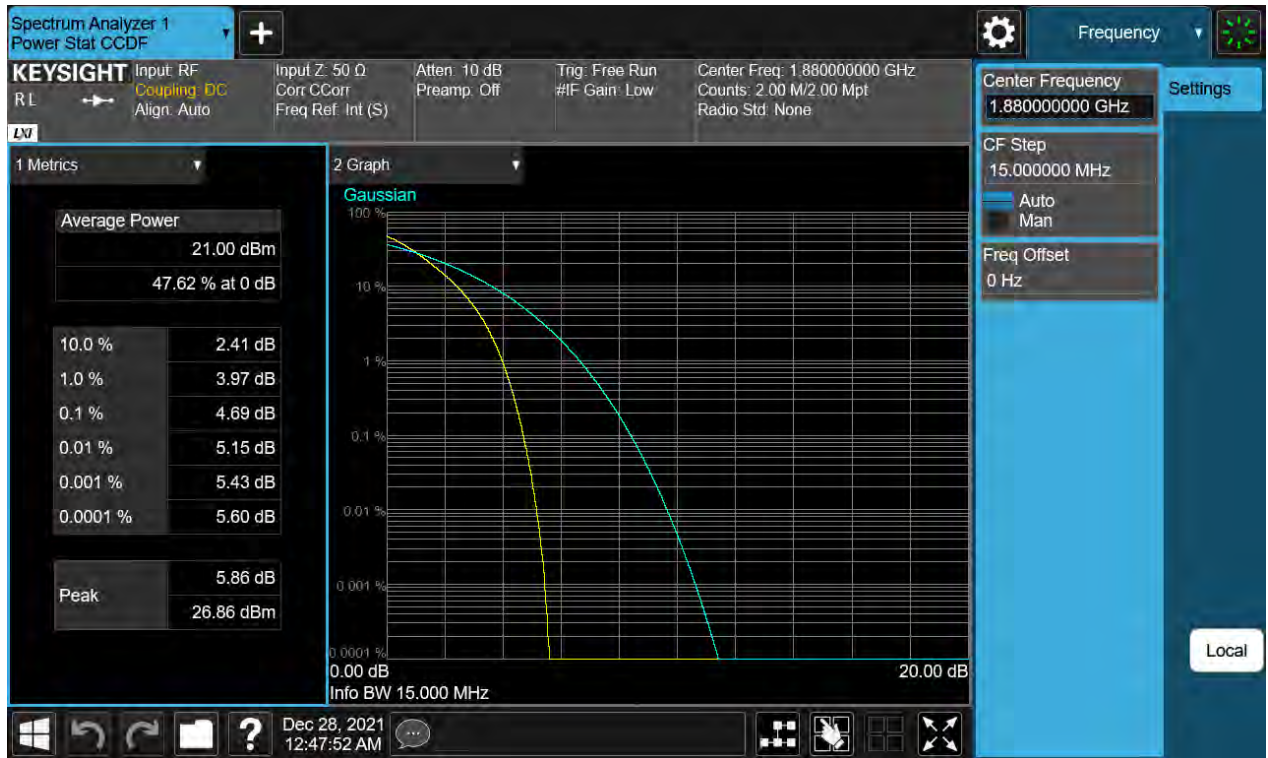 Spectrum Analyzer 1
Power Stat CCDF
+
Frequency
KEYSIGHT
RL
LXI
Input: RF
Coupling: DC
Align: Auto
Input Z: 50 Ω
Corr CCorr
Freq Ref: Int (S)
Atten: 10 dB
Preamp: Off
Trig: Free Run
#IF Gain: Low
Center Freq: 1.880000000 GHz
Counts: 2.00 M/2.00 Mpt
Radio Std: None
1 Metrics
Average Power
21.00 dBm
47.62 % at 0 dB
10.0 % 2.41 dB
1.0 % 3.97 dB
0.1 % 4.69 dB
0.01 % 5.15 dB
0.001 % 5.43 dB
0.0001 % 5.60 dB
Peak 5.86 dB
26.86 dBm
2 Graph
Gaussian
100 %
10 %
1 %
0.1 %
0.01 %
0.001 %
0.0001 %
0.00 dB 20.00 dB
Info BW 15.000 MHz
Center Frequency
1.880000000 GHz
Settings
CF Step
15.000000 MHz
Auto
Man
Freq Offset
0 Hz
Local
?
Dec 28, 2021
12:47:52 AM